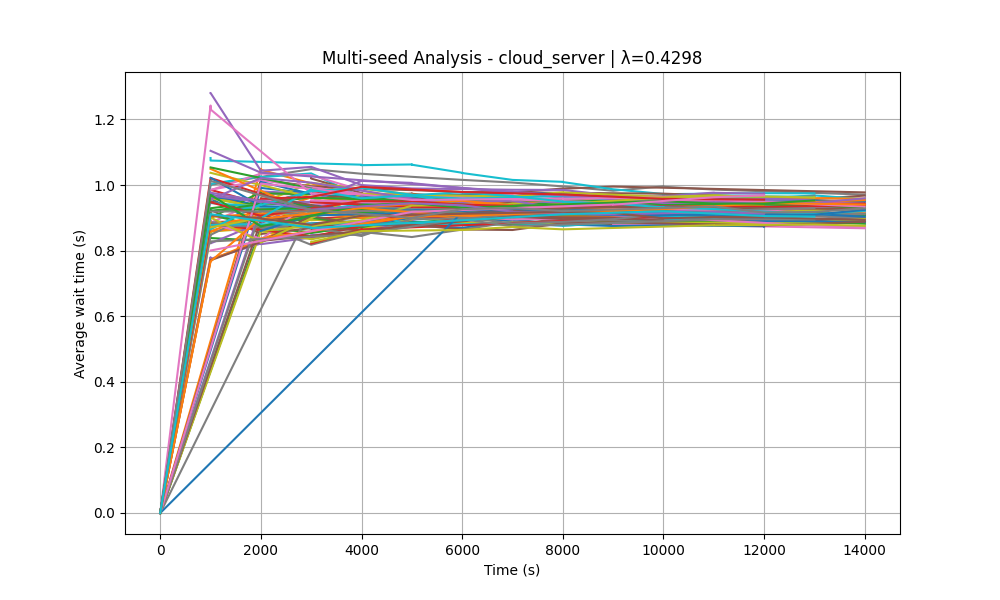 Multi-seed Analysis - cloud_server | λ=0.4298
Average wait time (s)
1.2
1.0
0.8
0.6
0.4
0.2
0.0
0 2000 4000 6000 8000 10000 12000 14000
Time (s)